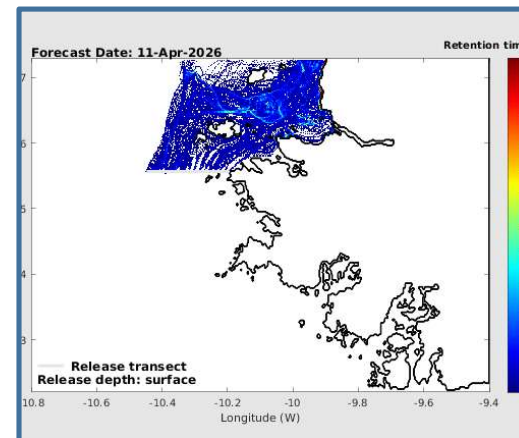 Retention tim
Forecast Date: 11-Apr-2026
7
6
5
4
3
Release transect
Release depth: surface
10.8 -10.6 -10.4 -10.2 -10 -9.8 -9.6 -9.4
Longitude (W)